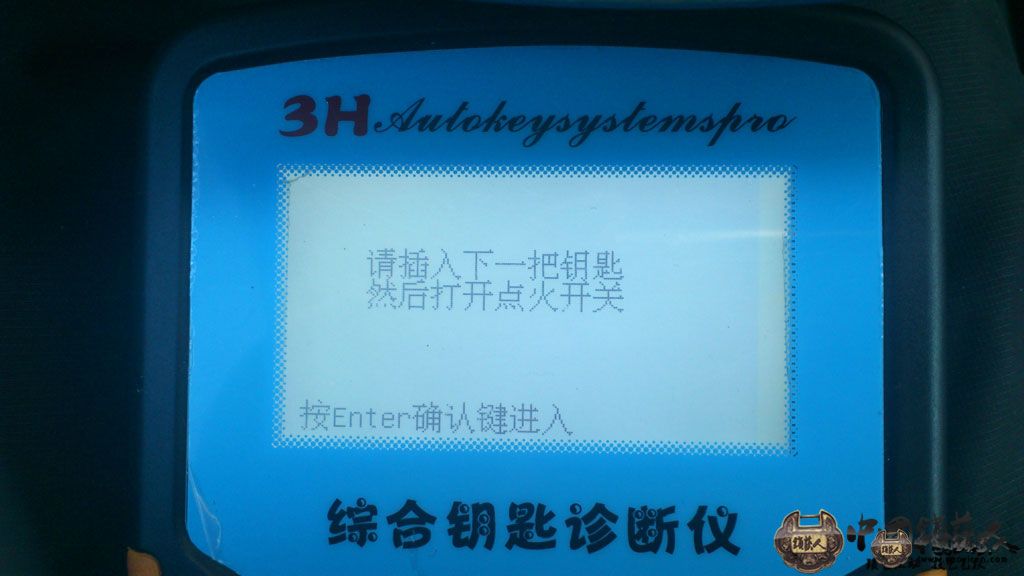 3H Autokeysystemspro
请插入下一把钥匙
然后打开点火开关
按Enter确认键进入
综合钥匙诊断仪